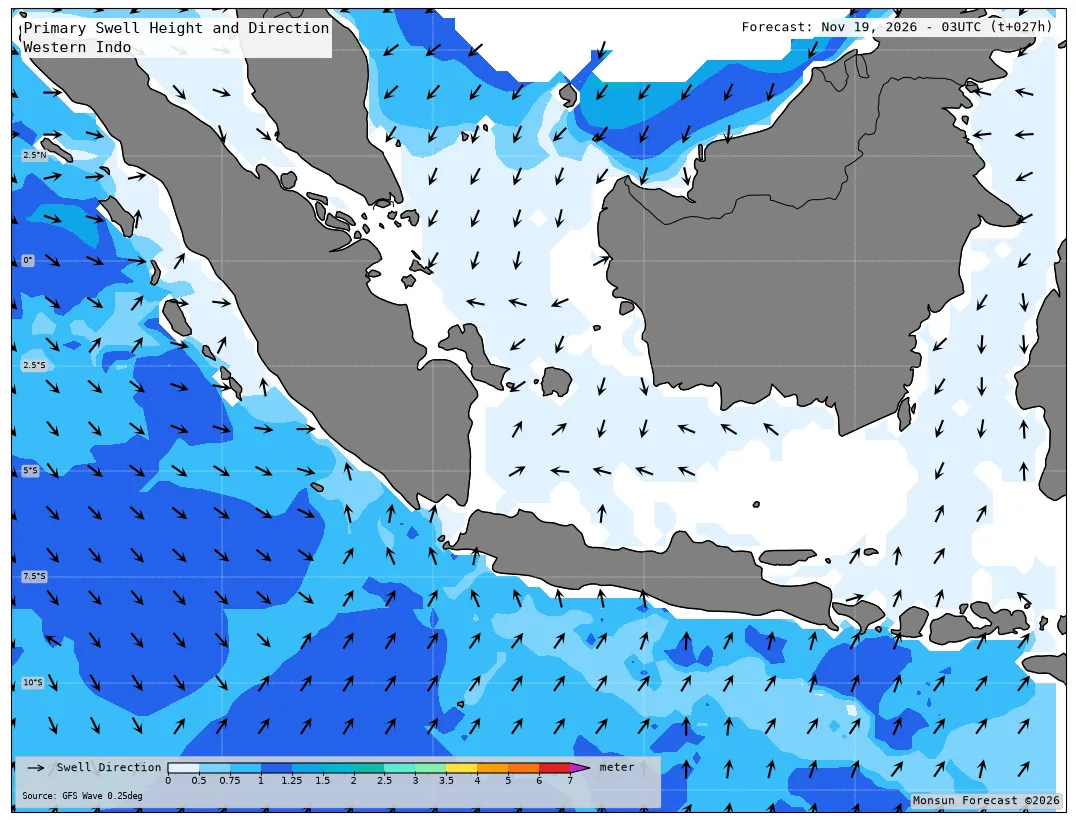 Primary Swell Height and Direction
Western Indo
Forecast: Nov 19, 2026 - 03UTC (t+027h)
2.5°N
0°
2.5°S
5°S
7.5°S
10°S
Swell Direction
0 0.5 0.75 1 1.25 1.5 2 2.5 3 3.5 4 5 6 7
meter
Source: GFS Wave 0.25deg
Monsun Forecast ©2026